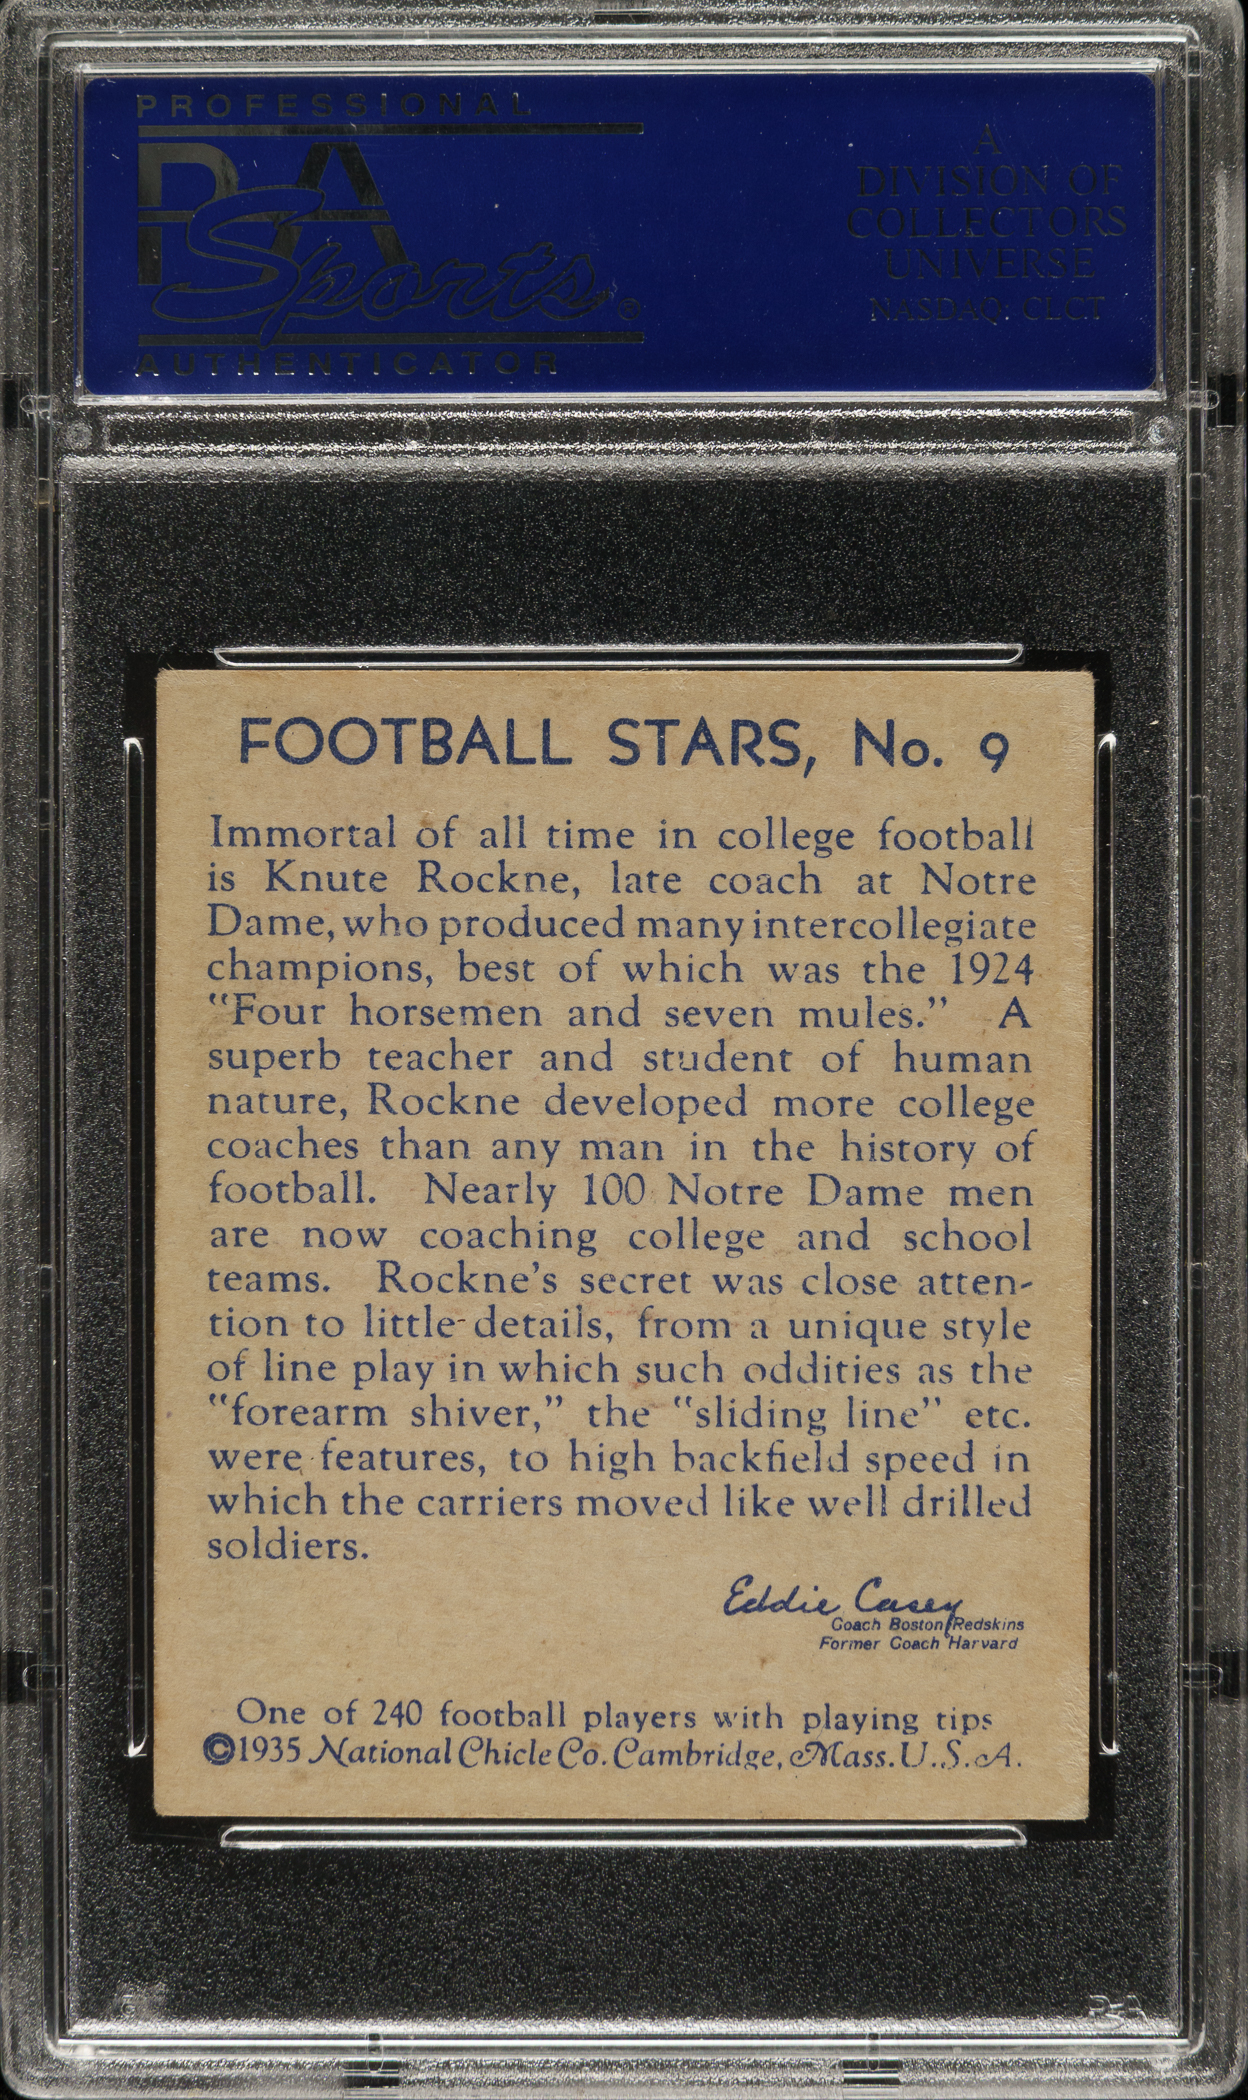 PROFESSIONAL
PSA
Sports®
AUTHENTICATOR
A
DIVISION OF
COLLECTORS
UNIVERSE
NASDAQ: CLCT
FOOTBALL STARS, No. 9
Immortal of all time in college football
is Knute Rockne, late coach at Notre
Dame, who produced many intercollegiate
champions, best of which was the 1924
"Four horsemen and seven mules." A
superb teacher and student of human
nature, Rockne developed more college
coaches than any man in the history of
football. Nearly 100 Notre Dame men
are now coaching college and school
teams. Rockne's secret was close atten-
tion to little details, from a unique style
of line play in which such oddities as the
"forearm shiver," the "sliding line" etc.
were features, to high backfield speed in
which the carriers moved like well drilled
soldiers.
Eddie Casey
Coach Boston Redskins
Former Coach Harvard
One of 240 football players with playing tips
©1935 National Chicle Co. Cambridge, Mass. U.S.A.
PSA